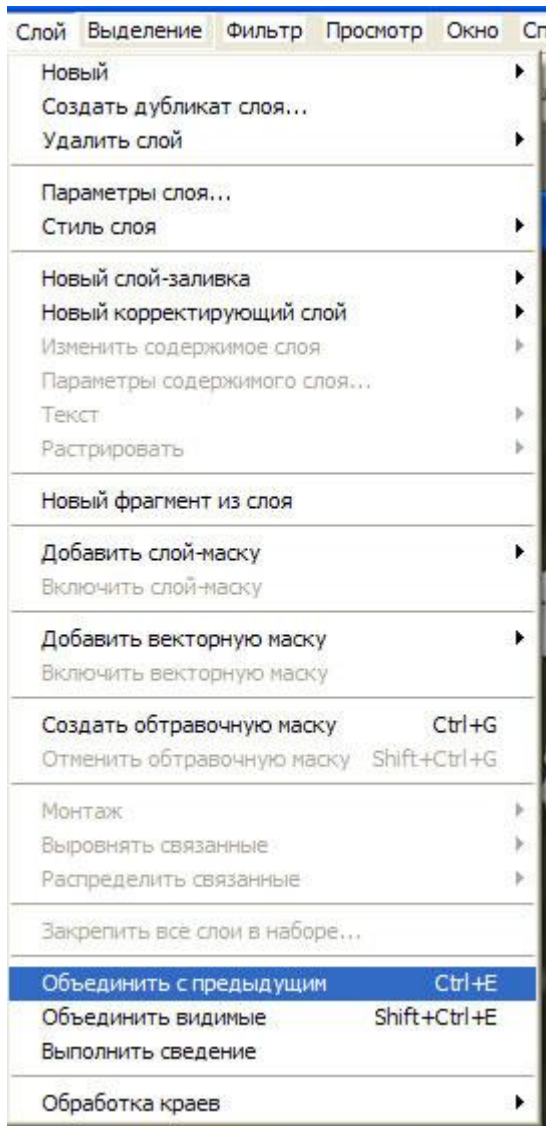 Слой Выделение Фильтр Просмотр Окно Сп
Новый
Создать дубликат слоя...
Удалить слой
Параметры слоя...
Стиль слоя
Новый слой-заливка
Новый корректирующий слой
Изменить содержимое слоя
Параметры содержимого слоя...
Текст
Растрировать
Новый фрагмент из слоя
Добавить слой-маску
Включить слой-маску
Добавить векторную маску
Включить векторную маску
Создать обтравочную маску Ctrl+G
Отменить обтравочную маску Shift+Ctrl+G
Монтаж
Выровнять связанные
Распределить связанные
Закрепить все слои в наборе...
Объединить с предыдущим Ctrl+E
Объединить видимые Shift+Ctrl+E
Выполнить сведение
Обработка краев